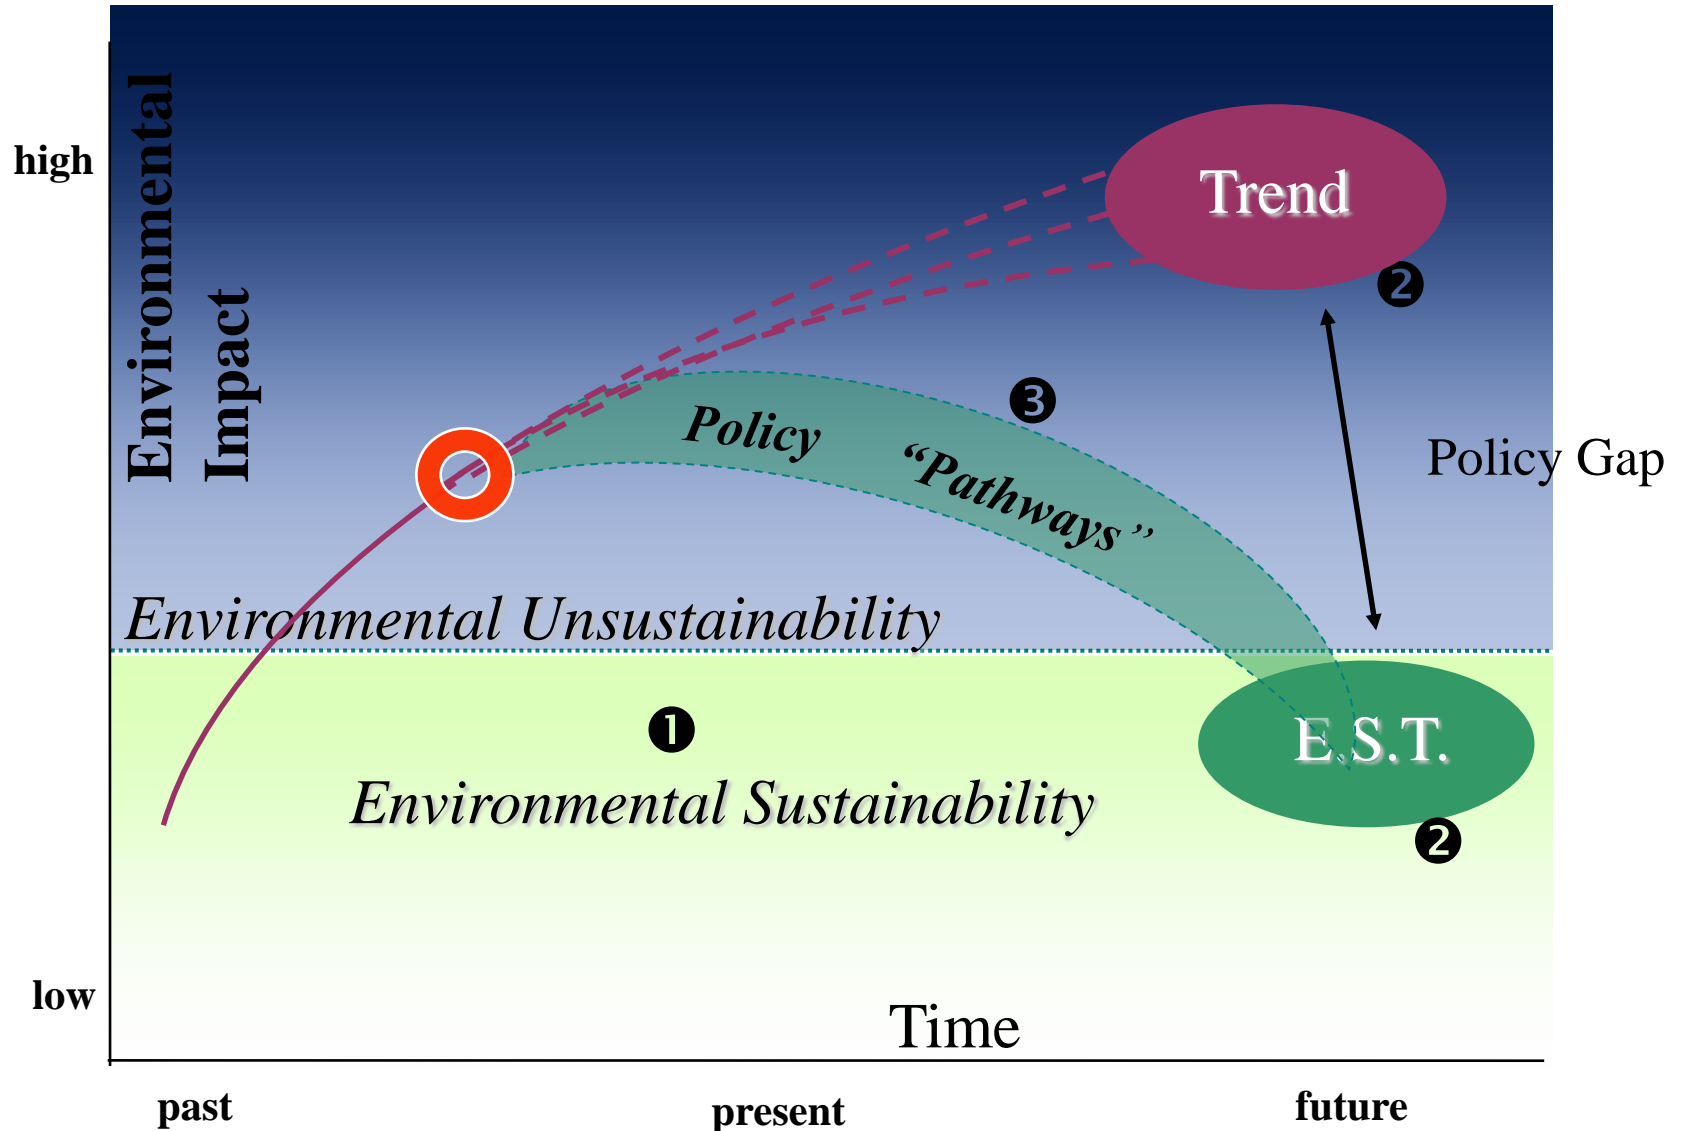 Environmental
Impact
high
Trend
❷
❸
Policy “Pathways”
Policy Gap
Environmental Unsustainability
❶
E.S.T.
Environmental Sustainability
❷
low
Time
past
present
future